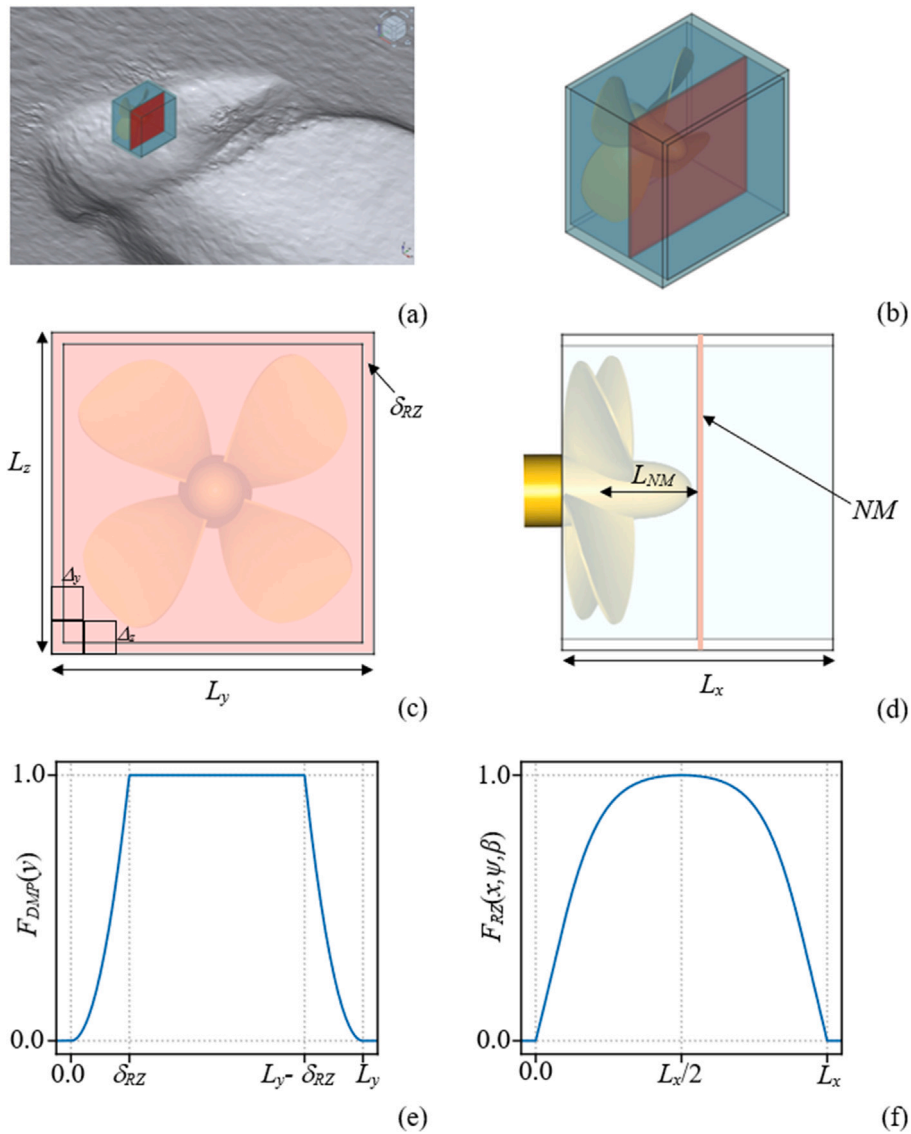 (a)
(b)
L_z
δ_RZ
Δ_y
Δ_z
L_y
(c)
L_NM
NM
L_x
(d)
1.0
F_DMP(y)
0.0
0.0
δ_RZ
L_y- δ_RZ
L_y
(e)
1.0
F_RZ(x,ψ,β)
0.0
0.0
L_x/2
L_x
(f)